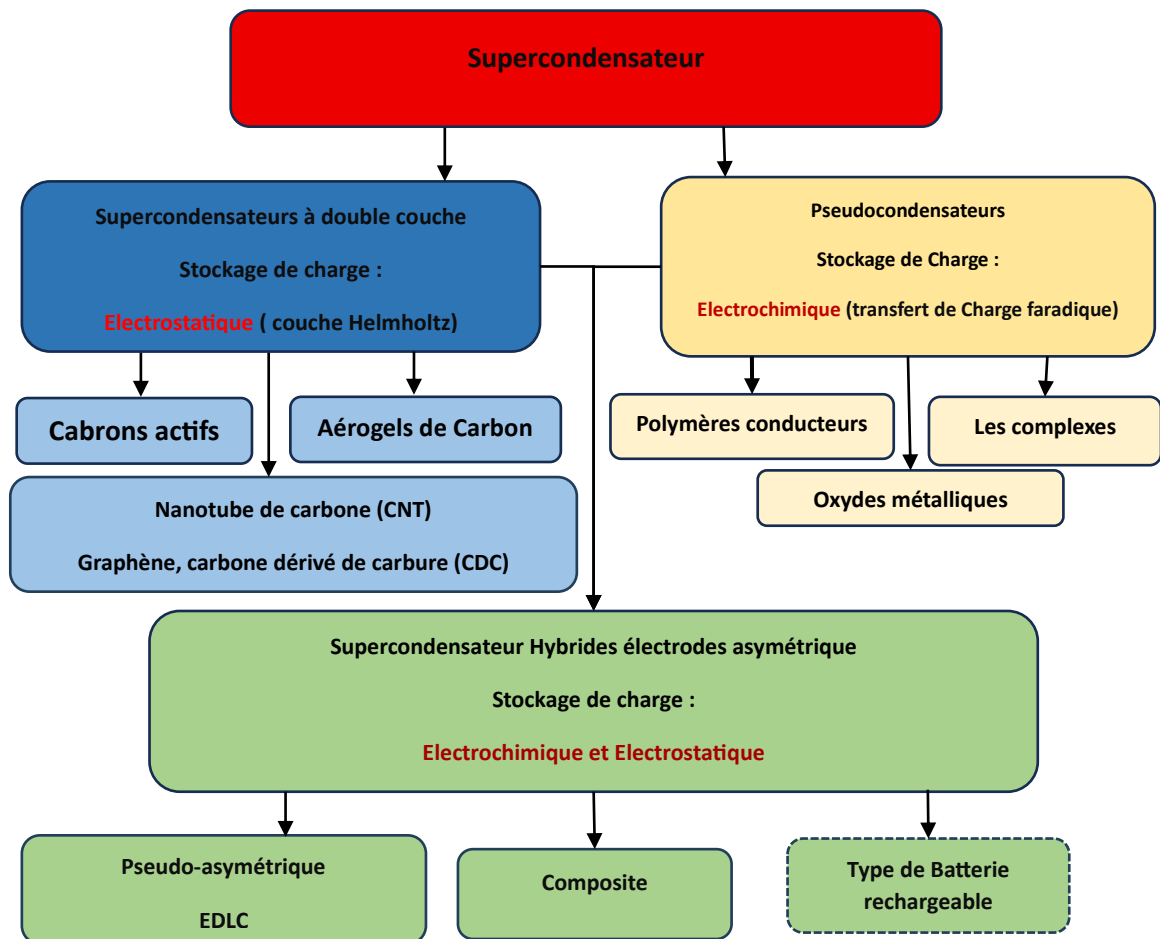 Supercondensateur
Supercondensateurs à double couche
Stockage de charge :
Electrostatique ( couche Helmholtz)
Pseudocondensateurs
Stockage de Charge :
Electrochimique (transfert de Charge faradique)
Cabrons actifs
Aérogels de Carbon
Nanotube de carbone (CNT)
Graphène, carbone dérivé de carbure (CDC)
Polymères conducteurs
Les complexes
Oxydes métalliques
Supercondensateur Hybrides électrodes asymétrique
Stockage de charge :
Electrochimique et Electrostatique
Pseudo-asymétrique
EDLC
Composite
Type de Batterie
rechargeable